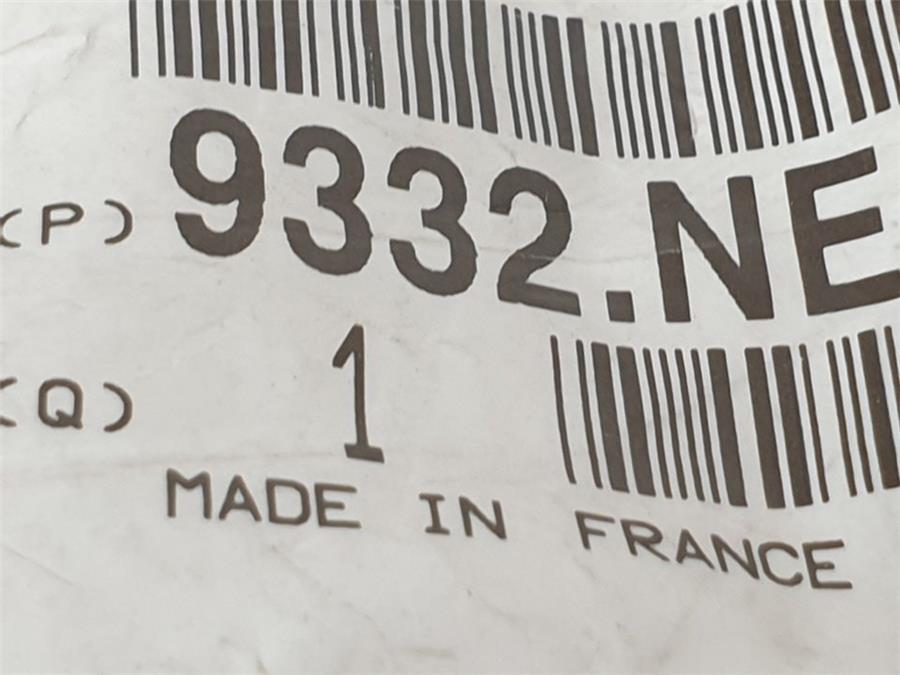 (P) 9332.NE
(Q) 1
MADE IN FRANCE